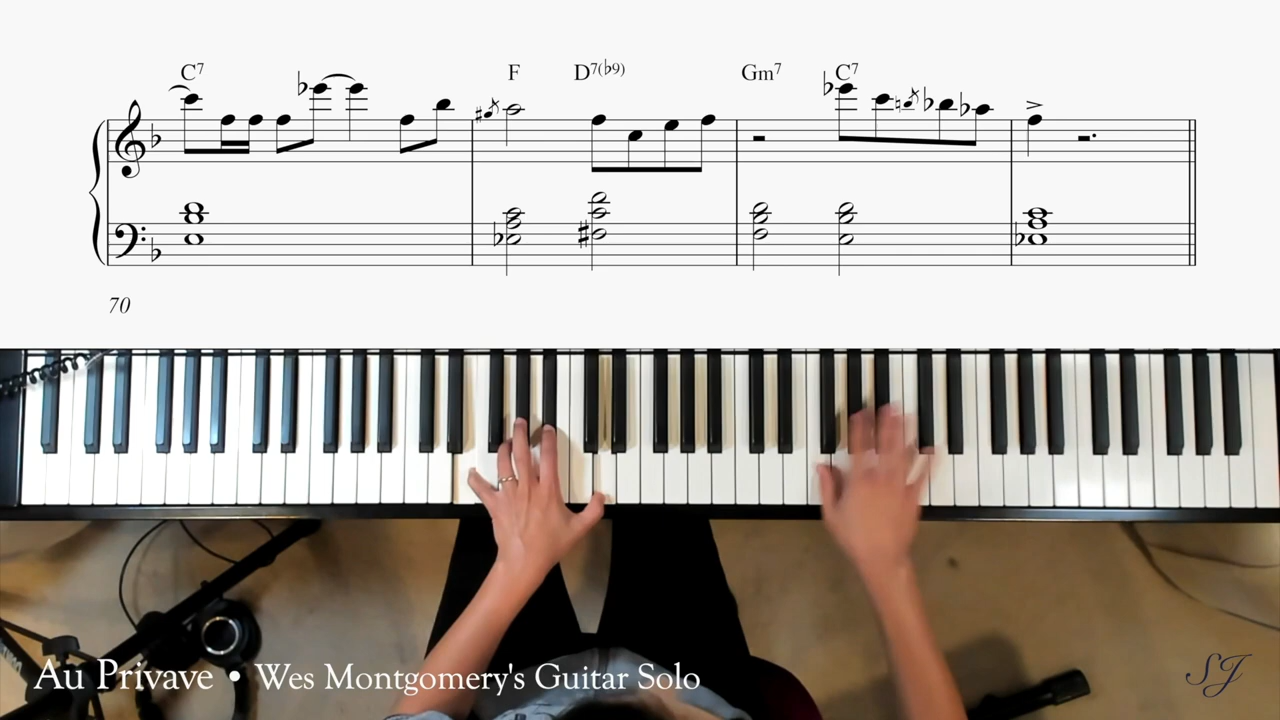 C7 F D7(♭9) Gm7 C7
70
Au Privave • Wes Montgomery's Guitar Solo
SJ